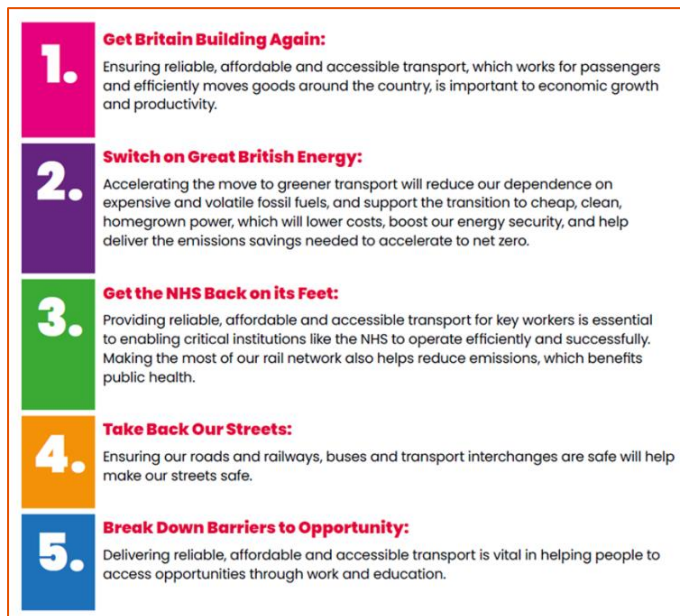 1.
Get Britain Building Again:
Ensuring reliable, affordable and accessible transport, which works for passengers
and efficiently moves goods around the country, is important to economic growth
and productivity.
2.
Switch on Great British Energy:
Accelerating the move to greener transport will reduce our dependence on
expensive and volatile fossil fuels, and support the transition to cheap, clean,
homegrown power, which will lower costs, boost our energy security, and help
deliver the emissions savings needed to accelerate to net zero.
3.
Get the NHS Back on its Feet:
Providing reliable, affordable and accessible transport for key workers is essential
to enabling critical institutions like the NHS to operate efficiently and successfully.
Making the most of our rail network also helps reduce emissions, which benefits
public health.
4.
Take Back Our Streets:
Ensuring our roads and railways, buses and transport interchanges are safe will help
make our streets safe.
5.
Break Down Barriers to Opportunity:
Delivering reliable, affordable and accessible transport is vital in helping people to
access opportunities through work and education.